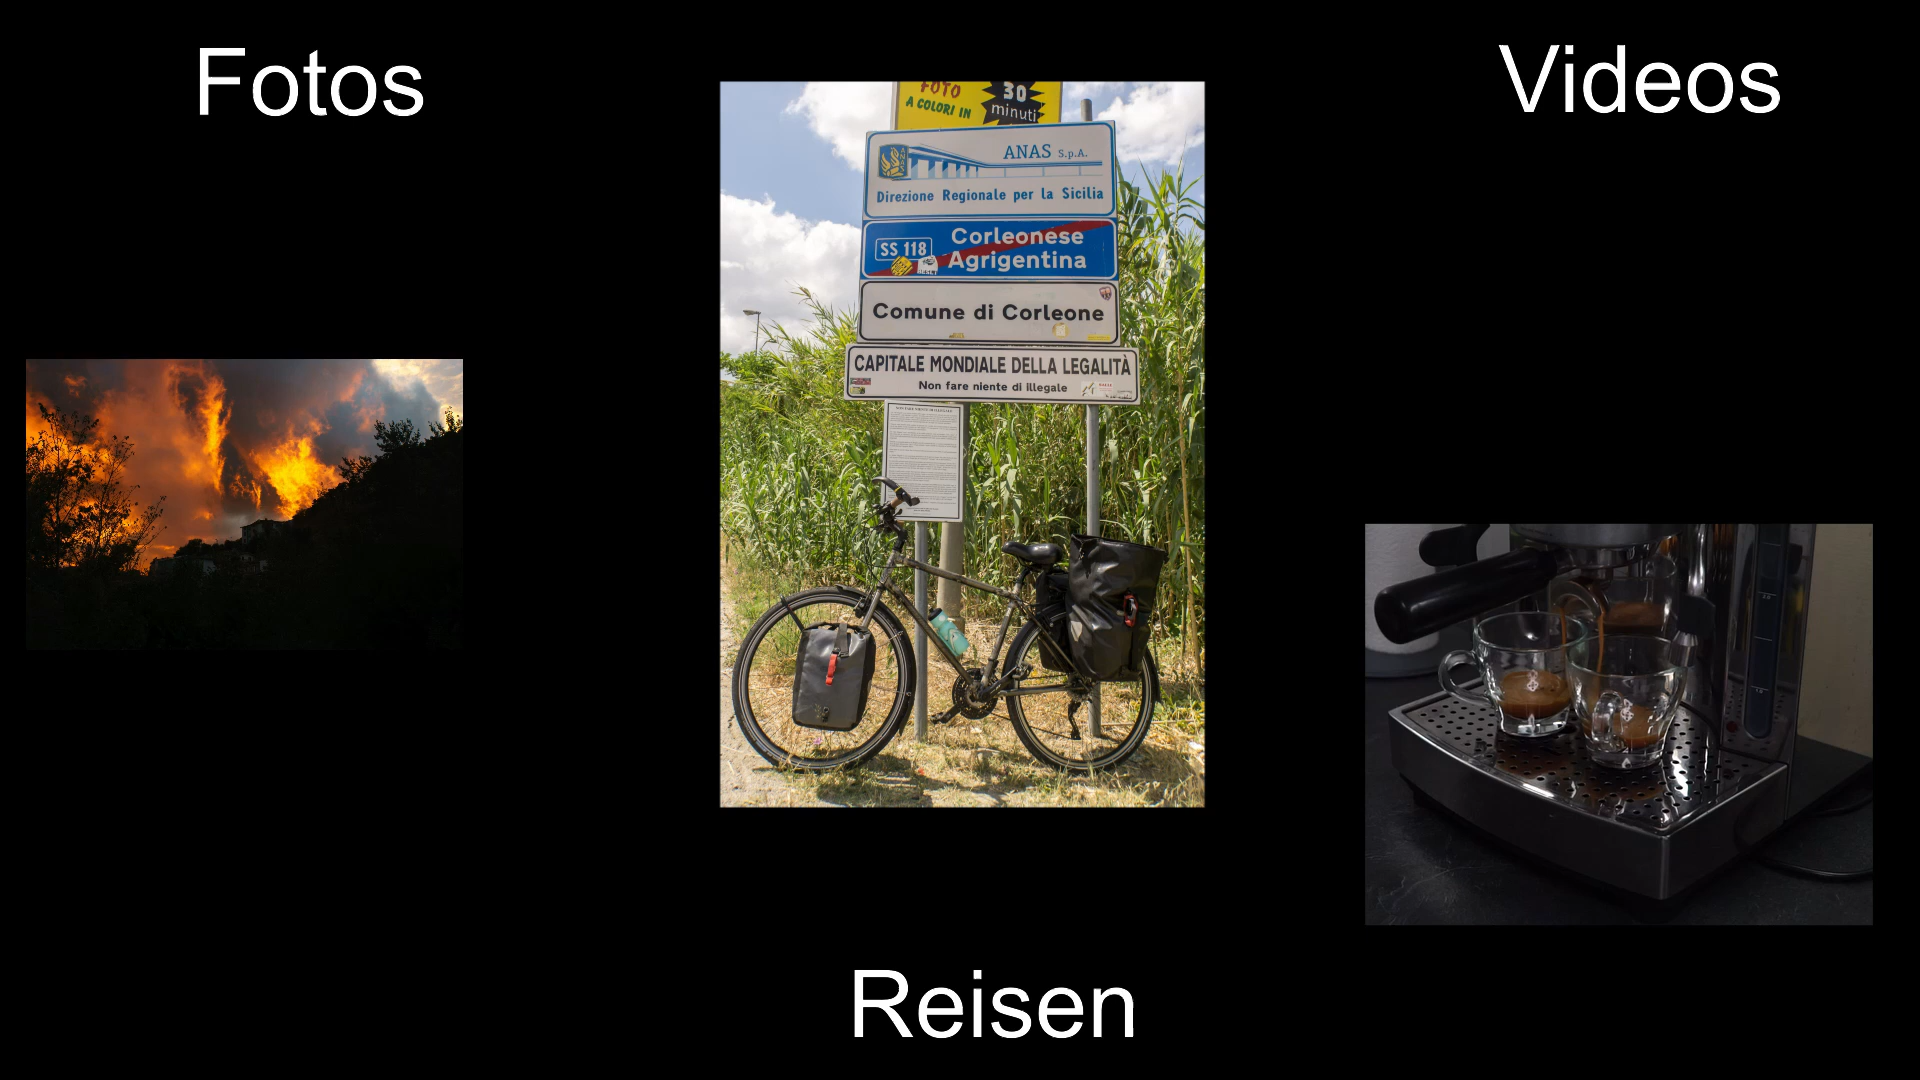 Fotos
Videos
FOTO
A COLORI IN
30
minuti
ANAS S.p.A.
Direzione Regionale per la Sicilia
SS 118
Corleonese
Agrigentina
Comune di Corleone
CAPITALE MONDIALE DELLA LEGALITÀ
Non fare niente di illegale
Reisen